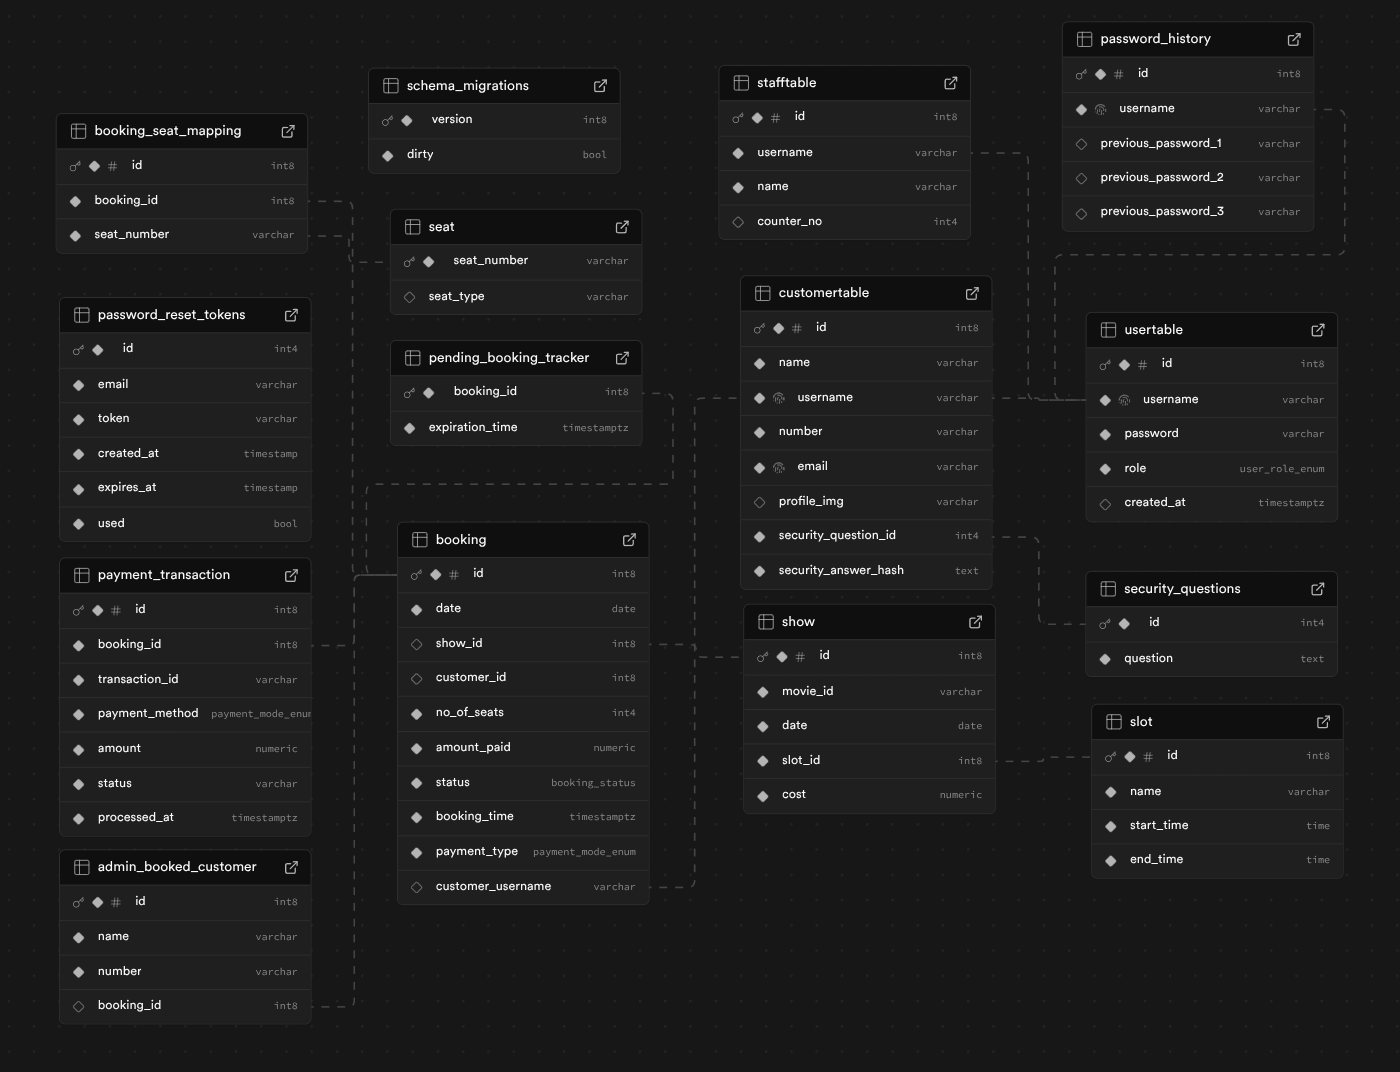 booking_seat_mapping
# id int8
booking_id int8
seat_number varchar
password_reset_tokens
id int4
email varchar
token varchar
created_at timestamp
expires_at timestamp
used bool
payment_transaction
# id int8
booking_id int8
transaction_id varchar
payment_method payment_mode_enum
amount numeric
status varchar
processed_at timestamptz
admin_booked_customer
# id int8
name varchar
number varchar
booking_id int8
schema_migrations
version int8
dirty bool
seat
seat_number varchar
seat_type varchar
pending_booking_tracker
booking_id int8
expiration_time timestamptz
booking
# id int8
date date
show_id int8
customer_id int8
no_of_seats int4
amount_paid numeric
status booking_status
booking_time timestamptz
payment_type payment_mode_enum
customer_username varchar
stafftable
# id int8
username varchar
name varchar
counter_no int4
customertable
# id int8
name varchar
username varchar
number varchar
email varchar
profile_img varchar
security_question_id int4
security_answer_hash text
show
# id int8
movie_id varchar
date date
slot_id int8
cost numeric
password_history
# id int8
username varchar
previous_password_1 varchar
previous_password_2 varchar
previous_password_3 varchar
usertable
# id int8
username varchar
password varchar
role user_role_enum
created_at timestamptz
security_questions
id int4
question text
slot
# id int8
name varchar
start_time time
end_time time